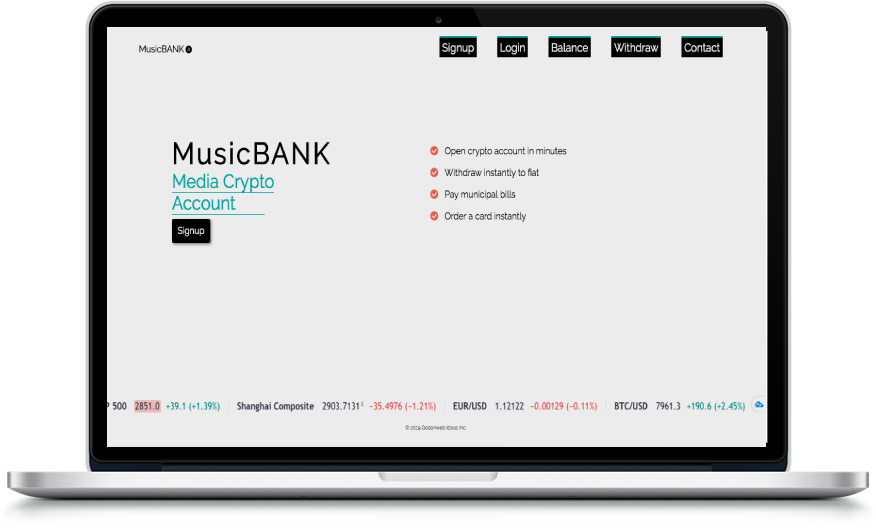 MusicBANK
Signup Login Balance Withdraw Contact
MusicBANK
Media Crypto
Account
Signup
Open crypto account in minutes
Withdraw instantly to fiat
Pay municipal bills
Order a card instantly
P 500 2851.0 +39.1 (+1.39%) Shanghai Composite 2903.7131 −35.4976 (−1.21%) EUR/USD 1.12122 −0.00129 (−0.11%) BTC/USD 7961.3 +190.6 (+2.45%)
© 2019 Godonweb Ideas Inc.